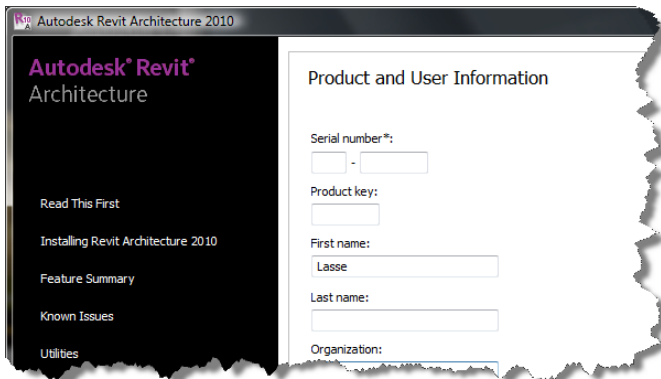 Autodesk Revit Architecture 2010
Autodesk® Revit®
Architecture
Read This First
Installing Revit Architecture 2010
Feature Summary
Known Issues
Utilities
Product and User Information
Serial number*:
-
Product key:
First name:
Lasse
Last name:
Organization: